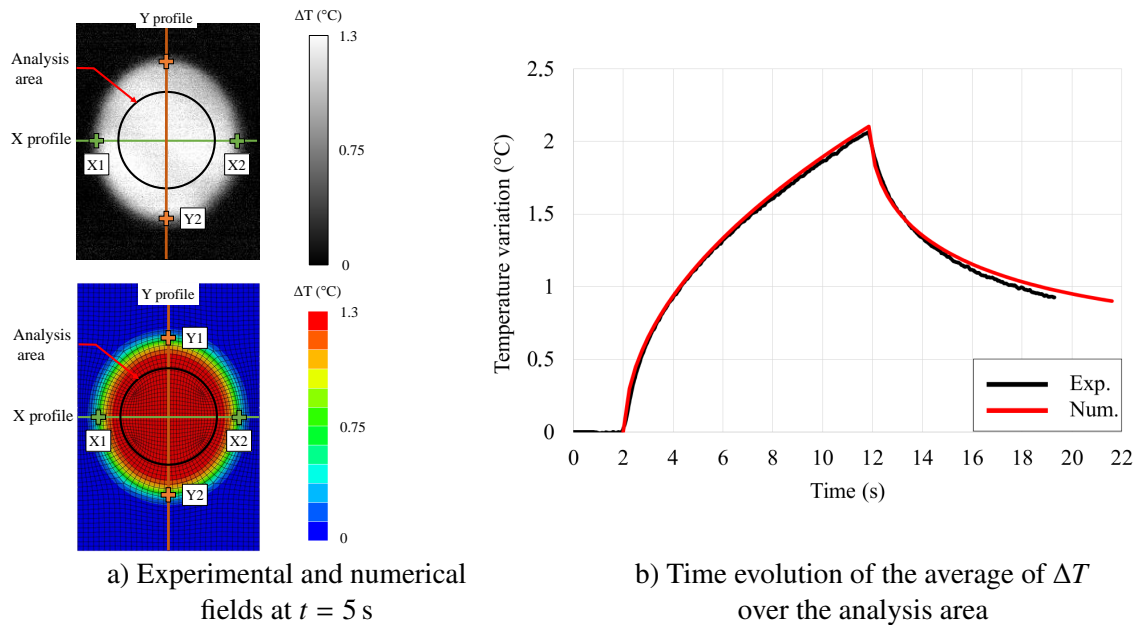 Y profile
ΔT (°C)
1.3
Analysis
area
X profile
0.75
X1
X2
Y2
0
Y profile
ΔT (°C)
1.3
Y1
Analysis
area
X profile
0.75
X1
X2
Y2
0
a) Experimental and numerical
fields at t = 5 s
2.5
2
1.5
1
0.5
0
Temperature variation (°C)
Exp.
Num.
0 2 4 6 8 10 12 14 16 18 20 22
Time (s)
b) Time evolution of the average of ΔT
over the analysis area